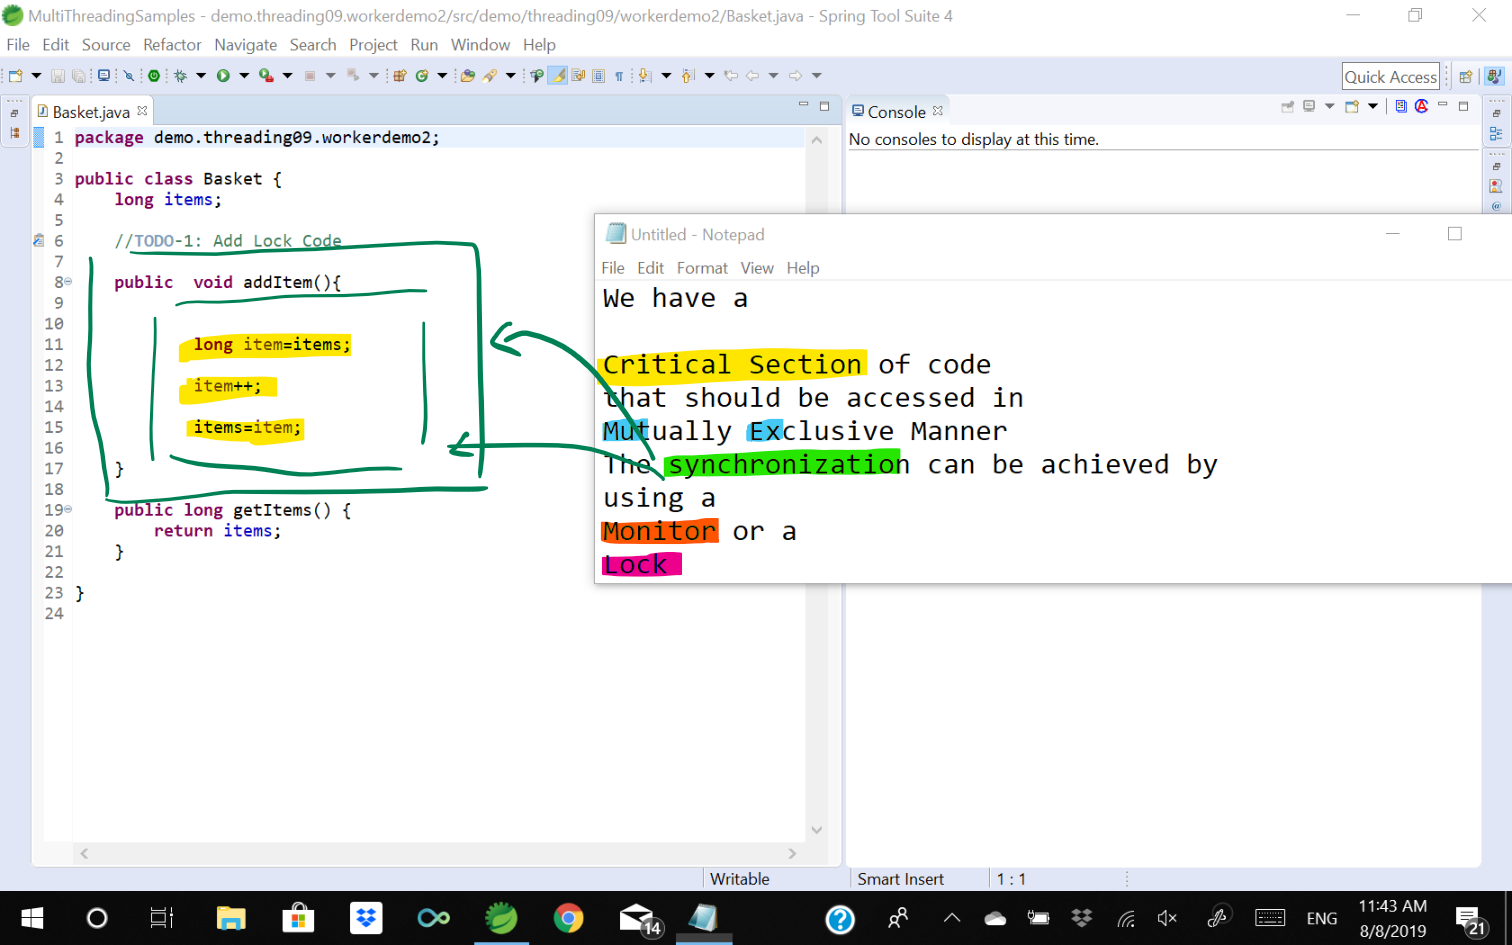 MultiThreadingSamples - demo.threading09.workerdemo2/src/demo/threading09/workerdemo2/Basket.java - Spring Tool Suite 4
File Edit Source Refactor Navigate Search Project Run Window Help
Quick Access
Basket.java
1 package demo.threading09.workerdemo2;
2
3 public class Basket {
4 long items;
5
6 //TODO-1: Add Lock Code
7
8 public void addItem(){
9
10
11 long item=items;
12
13 item++;
14
15 items=item;
16
17 }
18
19 public long getItems() {
20 return items;
21 }
22
23 }
24
Console
No consoles to display at this time.
Untitled - Notepad
File Edit Format View Help
We have a
Critical Section of code
that should be accessed in
Mutually Exclusive Manner
The synchronization can be achieved by
using a
Monitor or a
Lock
Writable Smart Insert 1 : 1
14
ENG
11:43 AM
8/8/2019
21